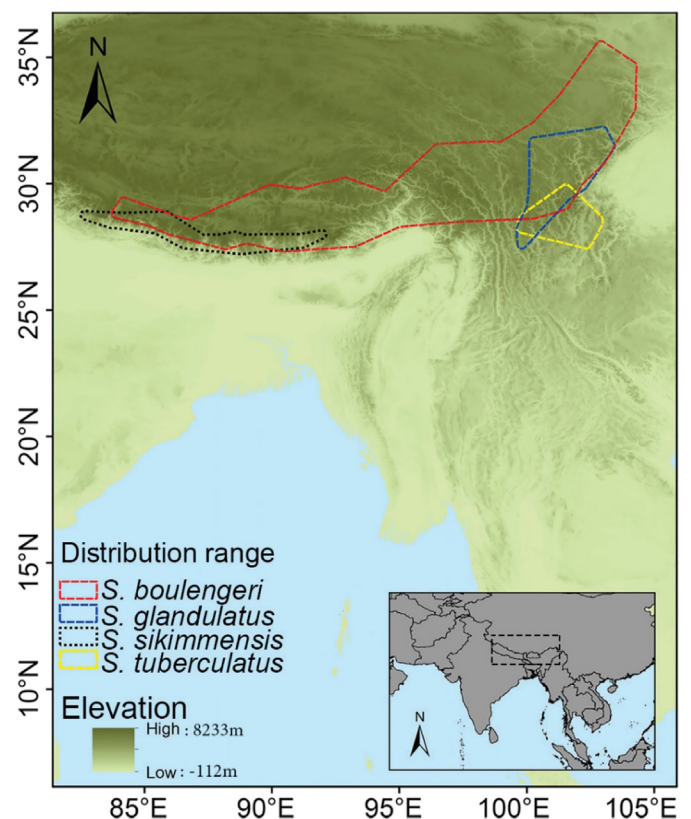 N
35°N
30°N
25°N
20°N
15°N
10°N
Distribution range
S. boulengeri
S. glandulatus
S. sikimmensis
S. tuberculatus
Elevation
High : 8233m
Low : -112m
N
85°E 90°E 95°E 100°E 105°E